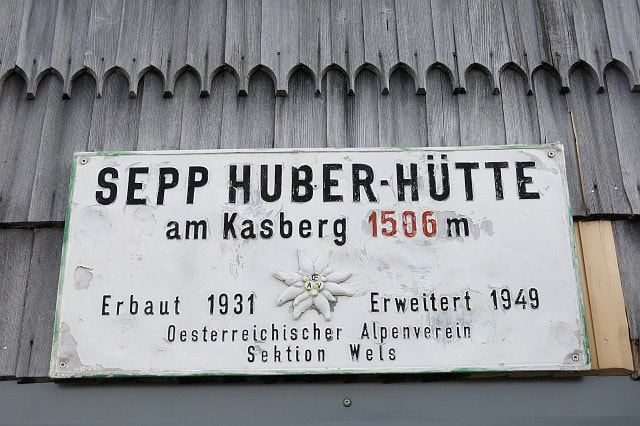 SEPP HUBER-HÜTTE
am Kasberg 1506 m
Erbaut 1931 Erweitert 1949
Oesterreichischer Alpenverein
Sektion Wels